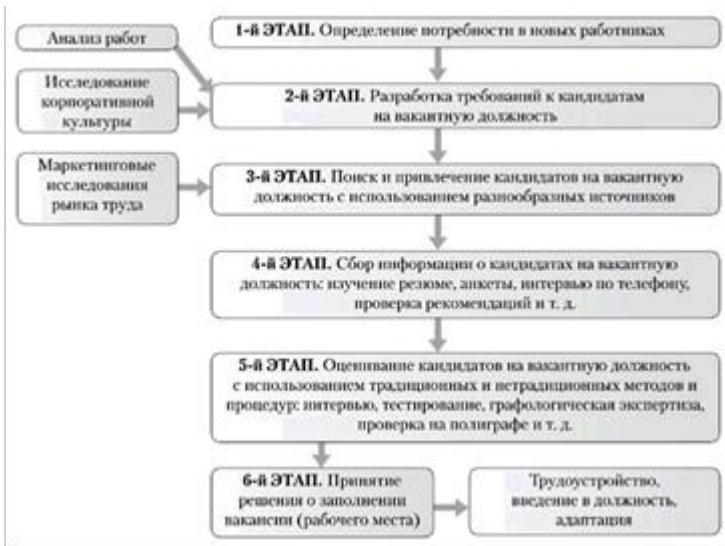 1-й ЭТАП. Определение потребности в новых работниках
Анализ работ
Исследование
корпоративной
культуры
2-й ЭТАП. Разработка требований к кандидатам
на вакантную должность
Маркетинговые
исследования
рынка труда
3-й ЭТАП. Поиск и привлечение кандидатов на вакантную
должность с использованием разнообразных источников
4-й ЭТАП. Сбор информации о кандидатах на вакантную
должность: изучение резюме, анкеты, интервью по телефону,
проверка рекомендаций и т. д.
5-й ЭТАП. Оценивание кандидатов на вакантную должность
с использованием традиционных и нетрадиционных методов и
процедур: интервью, тестирование, графологическая экспертиза,
проверка на полиграфе и т. д.
6-й ЭТАП. Принятие
решения о заполнении
вакансии (рабочего места)
Трудоустройство,
введение в должность,
адаптация